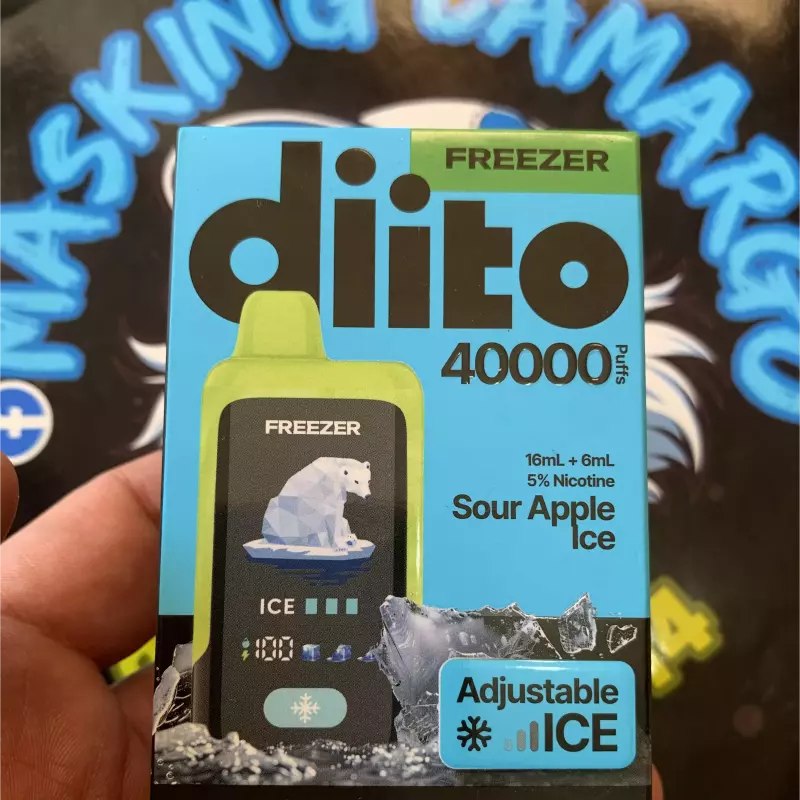 MASKING CAMARGO
FREEZER
diito
40000 Puffs
16mL + 6mL
5% Nicotine
Sour Apple
Ice
FREEZER
ICE
100
Adjustable
ICE